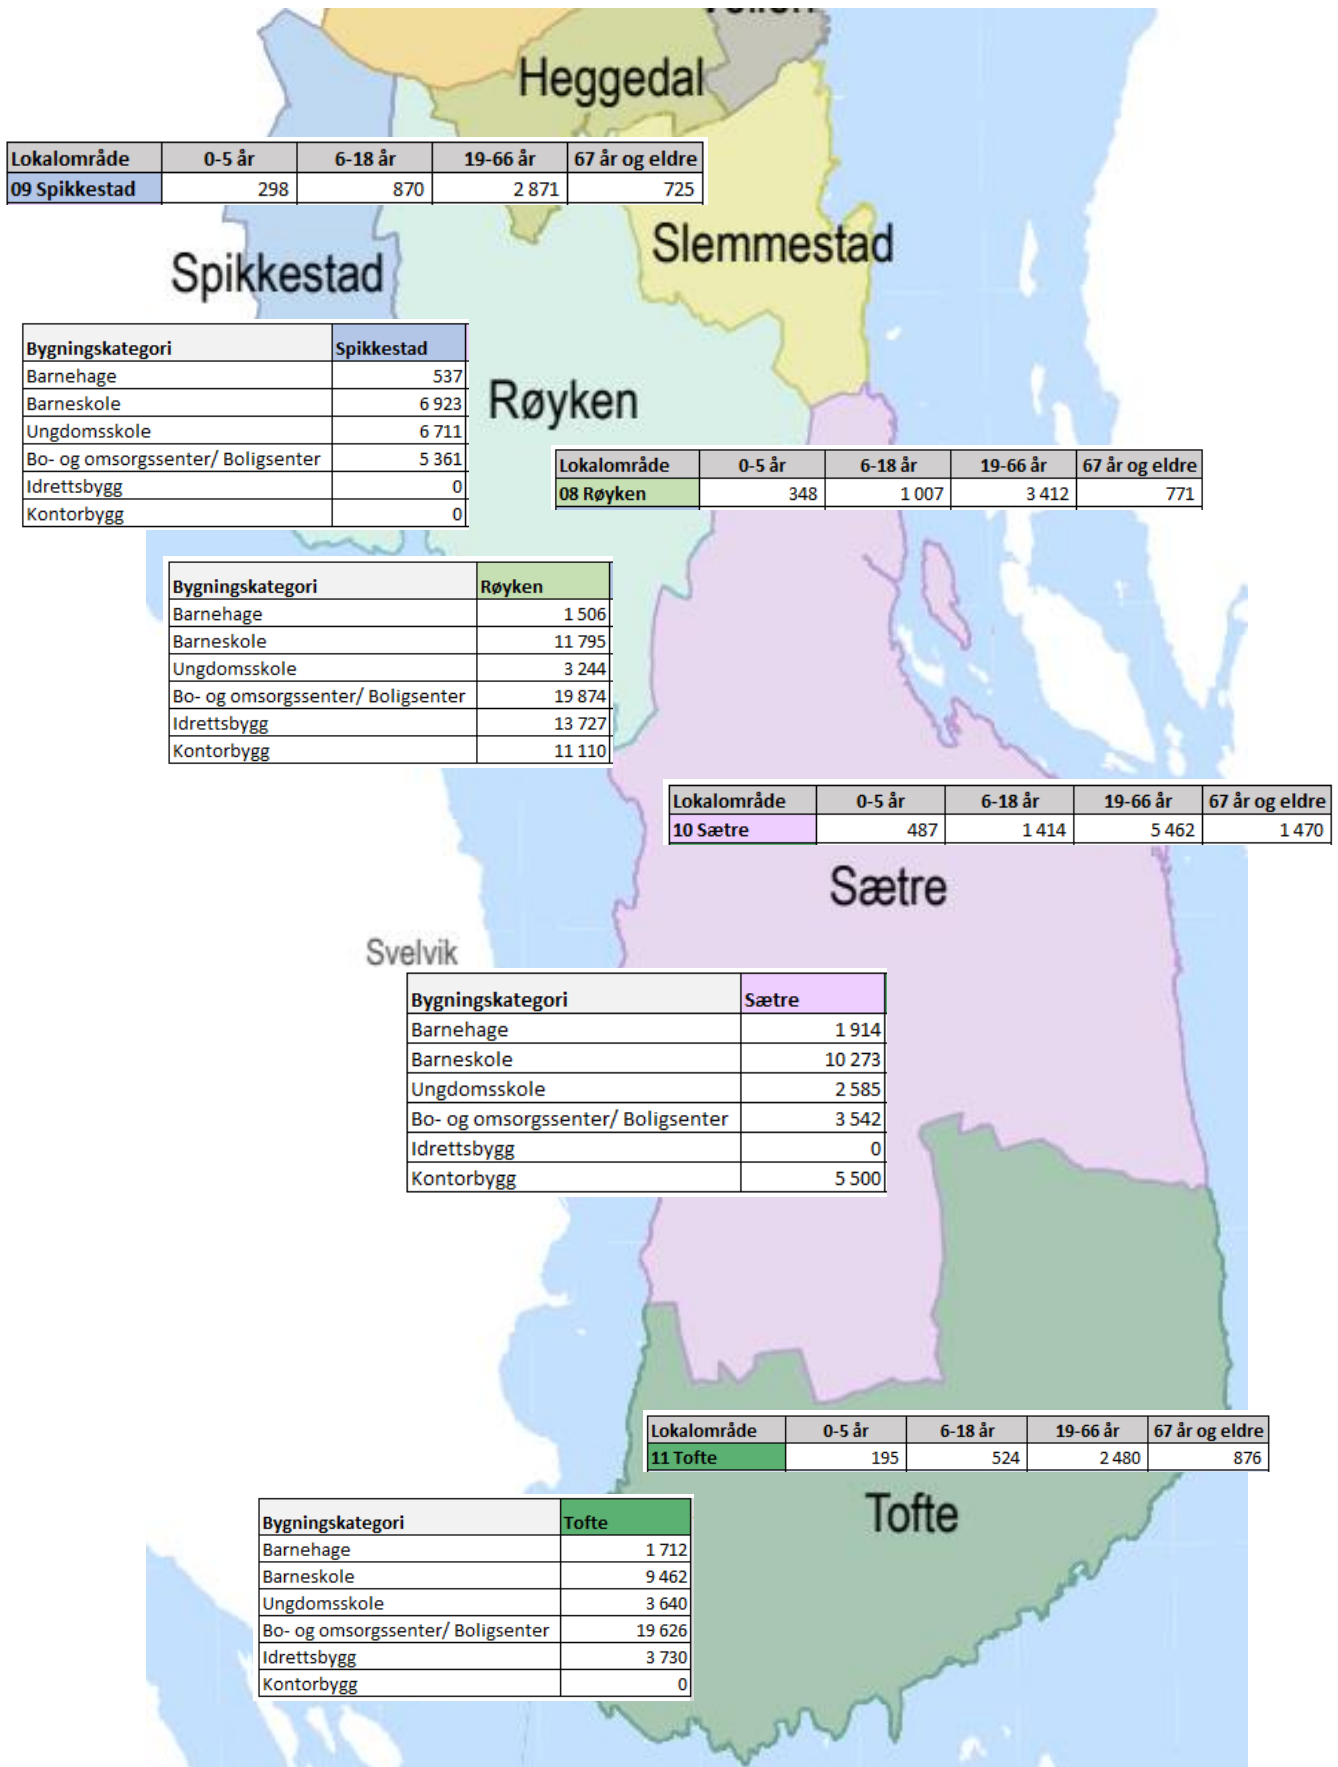 Heggedal
Lokalområde 0-5 år 6-18 år 19-66 år 67 år og eldre
09 Spikkestad 298 870 2 871 725
Slemmestad
Spikkestad
Bygningskategori Spikkestad
Barnehage 537
Barneskole 6 923
Ungdomsskole 6 711
Bo- og omsorgssenter/ Boligsenter 5 361
Idrettsbygg 0
Kontorbygg 0
Røyken
Lokalområde 0-5 år 6-18 år 19-66 år 67 år og eldre
08 Røyken 348 1 007 3 412 771
Bygningskategori Røyken
Barnehage 1 506
Barneskole 11 795
Ungdomsskole 3 244
Bo- og omsorgssenter/ Boligsenter 19 874
Idrettsbygg 13 727
Kontorbygg 11 110
Lokalområde 0-5 år 6-18 år 19-66 år 67 år og eldre
10 Sætre 487 1 414 5 462 1 470
Sætre
Svelvik
Bygningskategori Sætre
Barnehage 1 914
Barneskole 10 273
Ungdomsskole 2 585
Bo- og omsorgssenter/ Boligsenter 3 542
Idrettsbygg 0
Kontorbygg 5 500
Lokalområde 0-5 år 6-18 år 19-66 år 67 år og eldre
11 Tofte 195 524 2 480 876
Tofte
Bygningskategori Tofte
Barnehage 1 712
Barneskole 9 462
Ungdomsskole 3 640
Bo- og omsorgssenter/ Boligsenter 19 626
Idrettsbygg 3 730
Kontorbygg 0